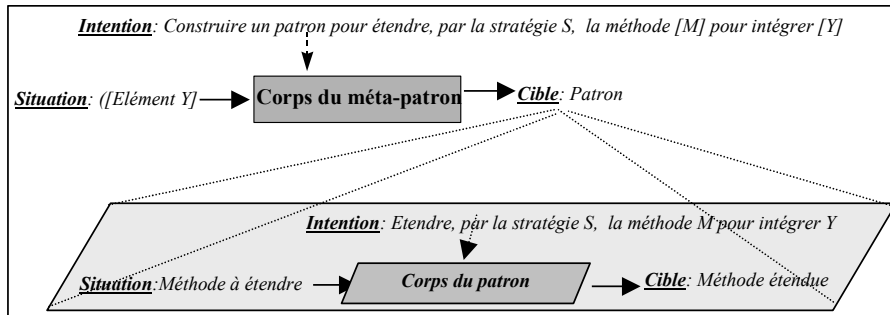 Intention: Construire un patron pour étendre, par la stratégie S, la méthode [M] pour intégrer [Y]
Situation: ([Elément Y]
Corps du méta-patron
Cible: Patron
Intention: Etendre, par la stratégie S, la méthode M pour intégrer Y
Situation:Méthode à étendre
Corps du patron
Cible: Méthode étendue